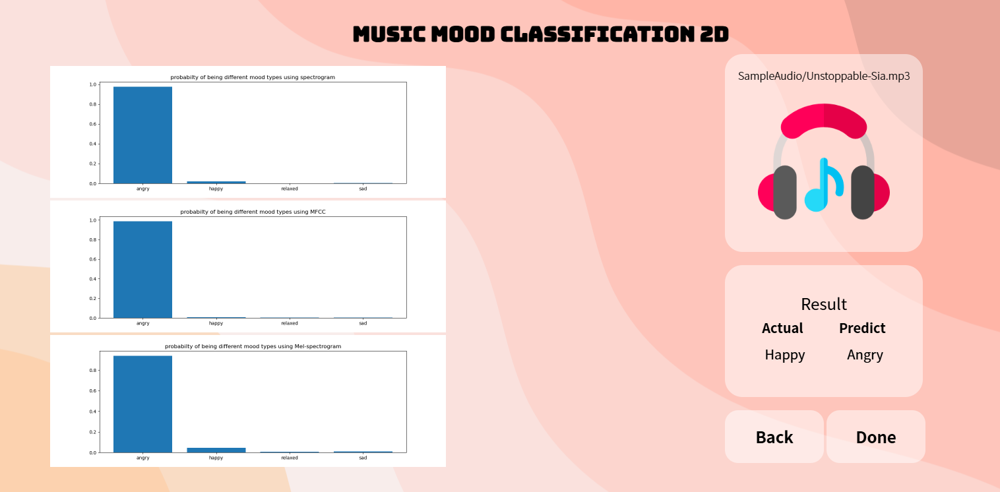 MUSIC MOOD CLASSIFICATION 2D
probabilty of being different mood types using spectrogram
1.0
0.8
0.6
0.4
0.2
0.0
angry happy relaxed sad
probabilty of being different mood types using MFCC
1.0
0.8
0.6
0.4
0.2
0.0
angry happy relaxed sad
probabilty of being different mood types using Mel-spectrogram
0.8
0.6
0.4
0.2
0.0
angry happy relaxed sad
SampleAudio/Unstoppable-Sia.mp3
Result
Actual Predict
Happy Angry
Back Done